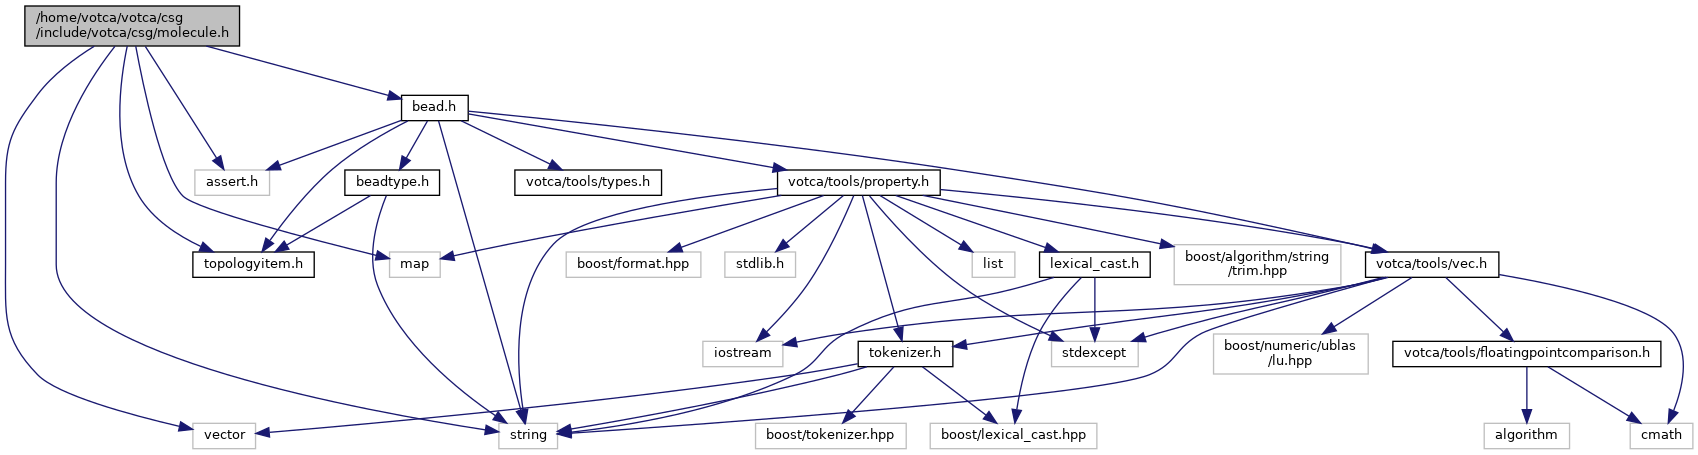 /home/votca/votca/csg
/include/votca/csg/molecule.h
bead.h
assert.h
beadtype.h
votca/tools/types.h
votca/tools/property.h
topologyitem.h
map
boost/format.hpp
stdlib.h
list
lexical_cast.h
boost/algorithm/string
/trim.hpp
votca/tools/vec.h
iostream
tokenizer.h
stdexcept
boost/numeric/ublas
/lu.hpp
votca/tools/floatingpointcomparison.h
vector
string
boost/tokenizer.hpp
boost/lexical_cast.hpp
algorithm
cmath